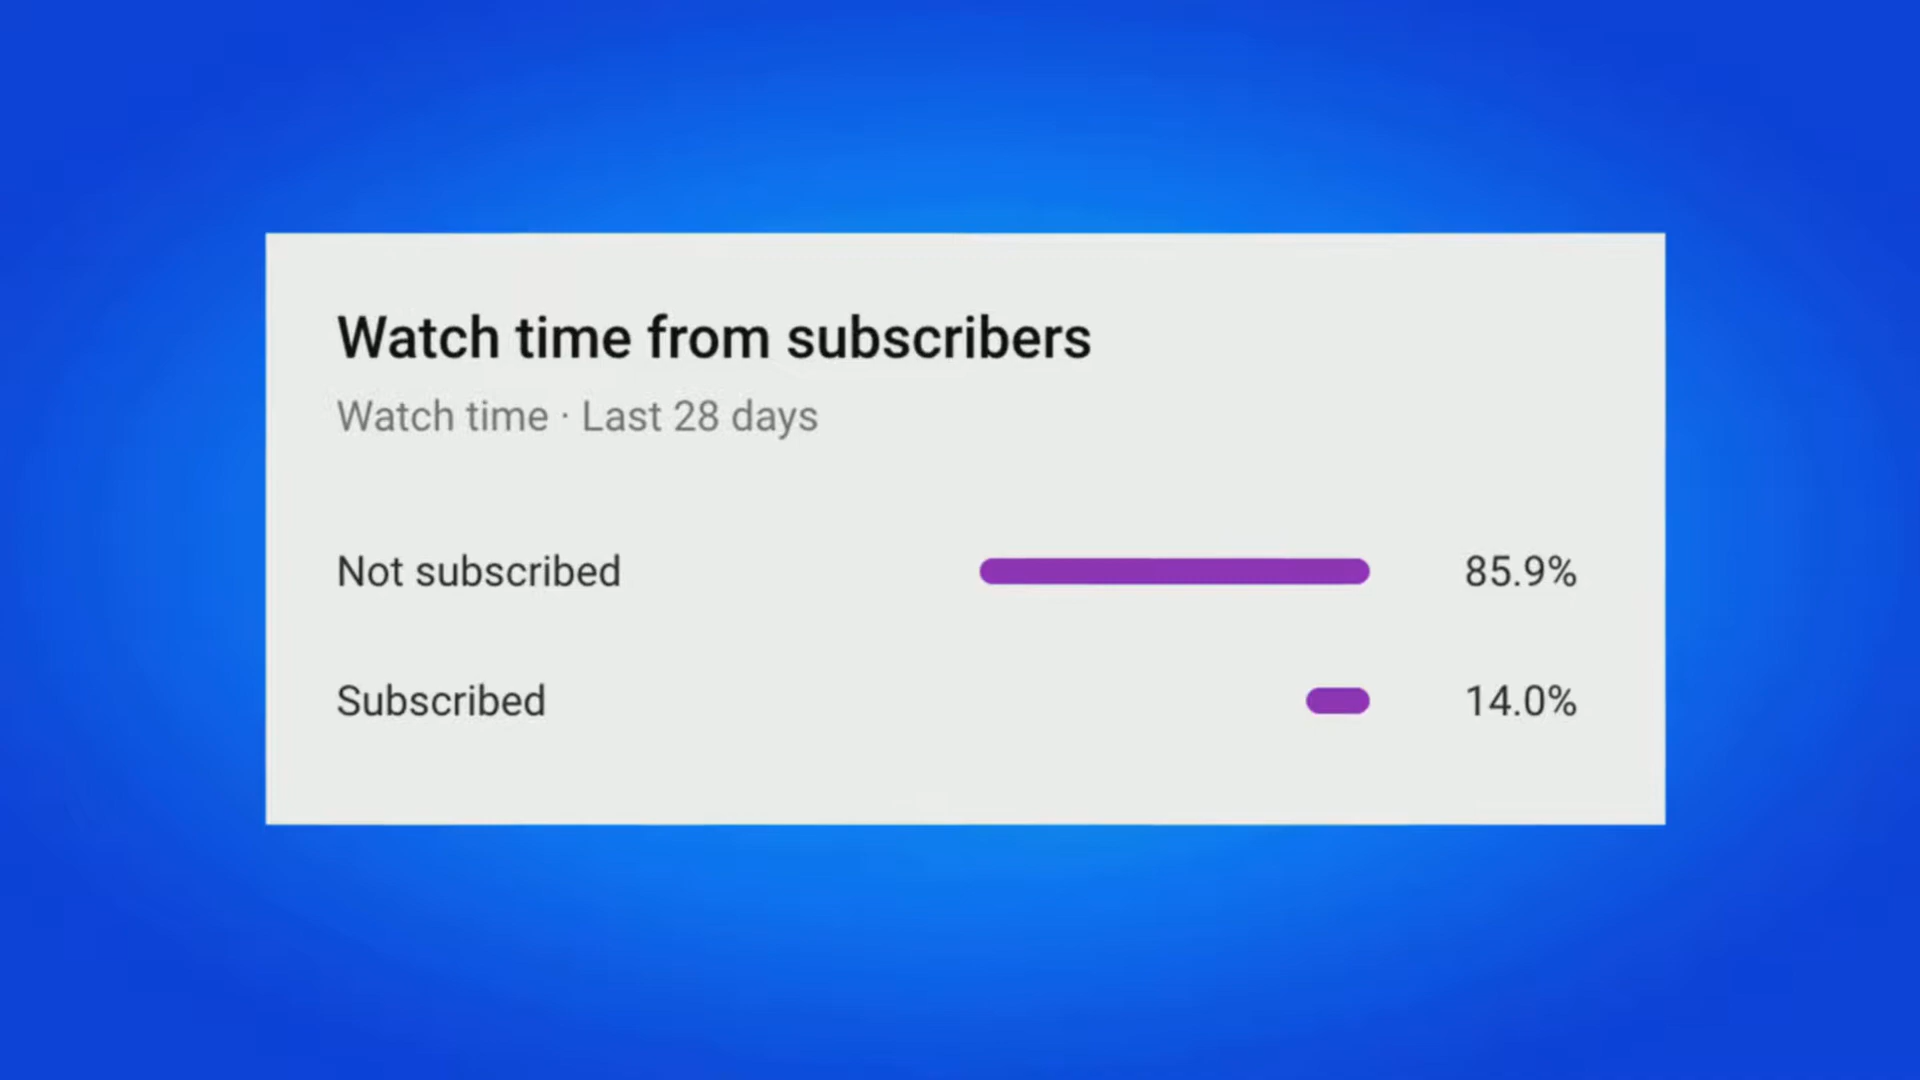 Watch time from subscribers
Watch time · Last 28 days
Not subscribed 85.9%
Subscribed 14.0%